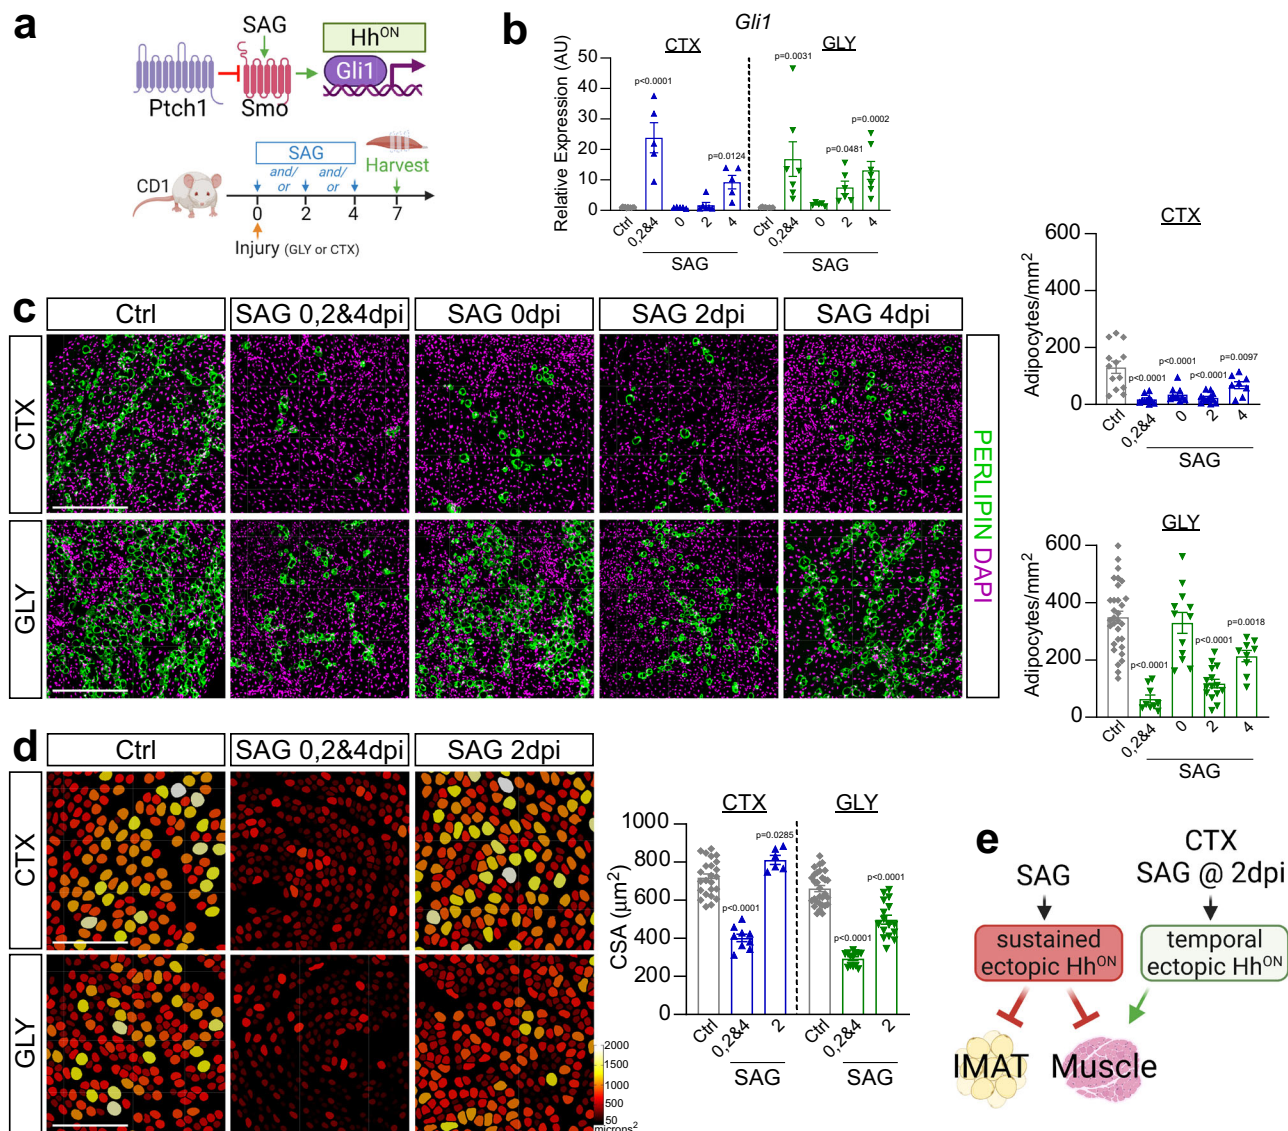 a
SAG
Hh^ON
Gli1
Ptch1
Smo
SAG
and/
or
and/
or
Harvest
CD1
0
2
4
7
Injury (GLY or CTX)
b
Gli1
CTX
GLY
Relative Expression (AU)
50
40
30
20
10
0
p<0.0001
p=0.0124
p=0.0031
p=0.0481
p=0.0002
Ctrl
0,2&4
0
2
4
Ctrl
0,2&4
0
2
4
SAG
SAG
c
Ctrl
SAG 0,2&4dpi
SAG 0dpi
SAG 2dpi
SAG 4dpi
CTX
GLY
PERLIPIN DAPI
CTX
Adipocytes/mm²
600
400
200
0
p<0.0001
p<0.0001
p<0.0001
p=0.0097
Ctrl
0,2&4
0
2
4
SAG
GLY
Adipocytes/mm²
600
400
200
0
p<0.0001
p<0.0001
p=0.0018
Ctrl
0,2&4
0
2
4
SAG
d
Ctrl
SAG 0,2&4dpi
SAG 2dpi
CTX
GLY
2000
1500
1000
500
50
microns²
CTX
GLY
CSA (µm²)
1000
800
600
400
200
0
p<0.0001
p=0.0285
p<0.0001
p<0.0001
Ctrl
0,2&4
2
Ctrl
0,2&4
2
SAG
SAG
e
SAG
CTX
SAG @ 2dpi
sustained
ectopic Hh^ON
temporal
ectopic Hh^ON
IMAT
Muscle